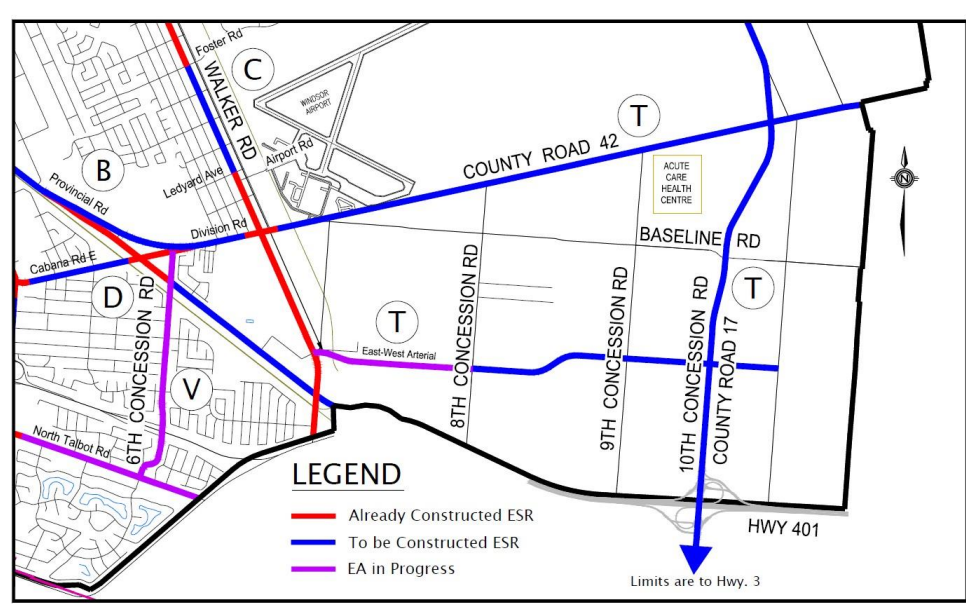 Foster Rd
C
WALKER RD
WINDSOR
AIRPORT
T
COUNTY ROAD 42
Airport Rd
Ledyard Ave
B
Provincial Rd
ACUTE
CARE
HEALTH
CENTRE
N
Division Rd
BASELINE RD
Cabana Rd E
D
6TH CONCESSION RD
T
East-West Arterial
8TH CONCESSION RD
9TH CONCESSION RD
10TH CONCESSION RD
COUNTY ROAD 17
T
V
North Talbot Rd
LEGEND
Already Constructed ESR
To be Constructed ESR
EA in Progress
HWY 401
Limits are to Hwy. 3